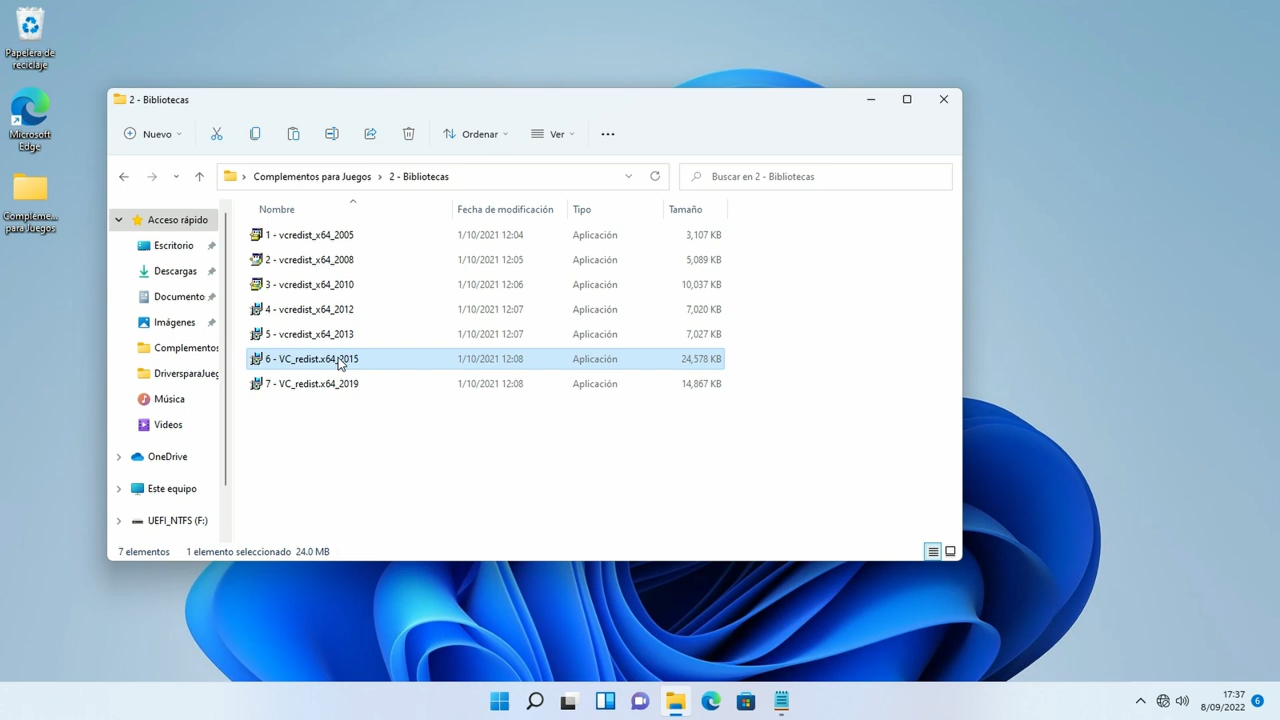 Papelera de
reciclaje
Microsoft
Edge
Compleme...
para Juegos
2 - Bibliotecas
Nuevo
Ordenar
Ver
Complementos para Juegos
2 - Bibliotecas
Buscar en 2 - Bibliotecas
Nombre
Fecha de modificación
Tipo
Tamaño
Acceso rápido
Escritorio
Descargas
Documento
Imágenes
Complementos
DriversparaJueg
Música
Videos
OneDrive
Este equipo
UEFI_NTFS (F:)
1 - vcredist_x64_2005 1/10/2021 12:04 Aplicación 3,107 KB
2 - vcredist_x64_2008 1/10/2021 12:05 Aplicación 5,089 KB
3 - vcredist_x64_2010 1/10/2021 12:06 Aplicación 10,037 KB
4 - vcredist_x64_2012 1/10/2021 12:07 Aplicación 7,020 KB
5 - vcredist_x64_2013 1/10/2021 12:07 Aplicación 7,027 KB
6 - VC_redist.x64_2015 1/10/2021 12:08 Aplicación 24,578 KB
7 - VC_redist.x64_2019 1/10/2021 12:08 Aplicación 14,867 KB
7 elementos
1 elemento seleccionado 24.0 MB
17:37
8/09/2022
6